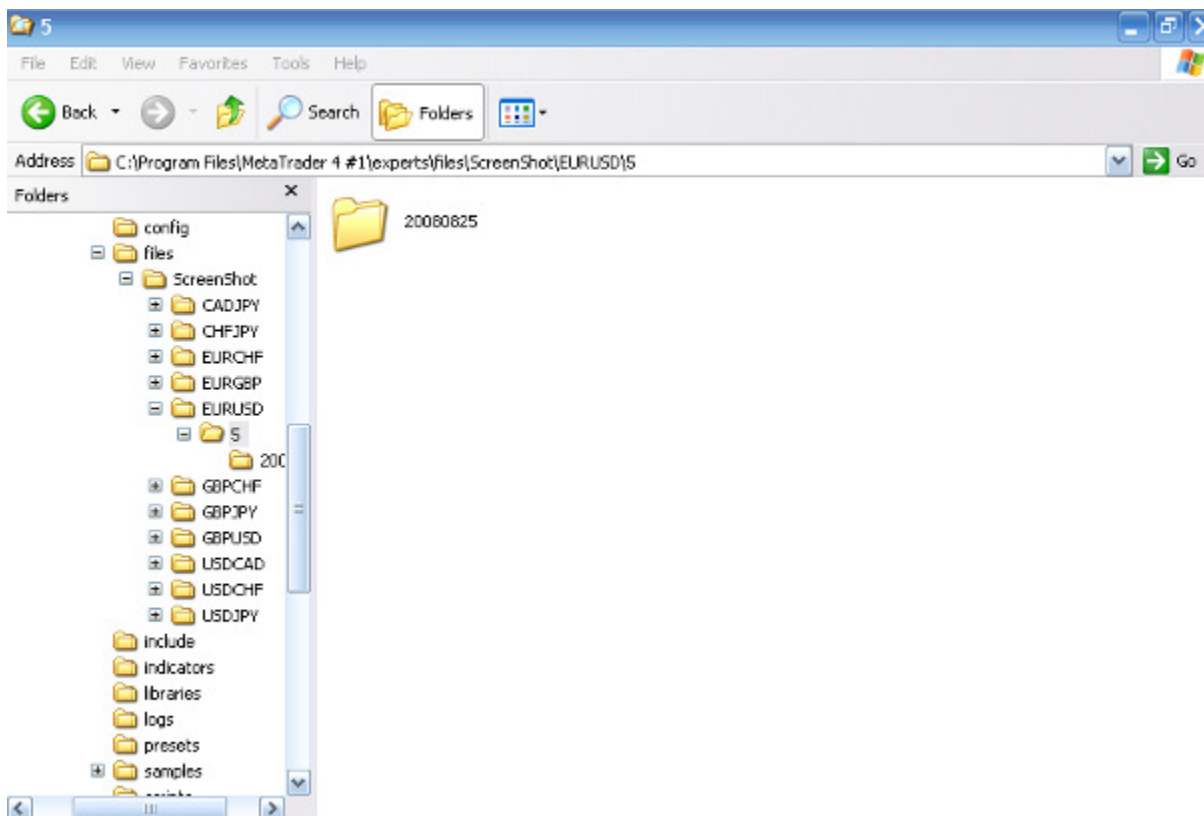 5
File Edit View Favorites Tools Help
Back Search Folders
Address C:\Program Files\MetaTrader 4 #1\experts\files\ScreenShot\EURUSD\5 Go
Folders
config
files
ScreenShot
CADJPY
CHFJPY
EURCHF
EURGBP
EURUSD
5
200
GBPCHF
GBPJPY
GBPUSD
USDCAD
USDCHF
USDJPY
include
indicators
libraries
logs
presets
samples
20080825